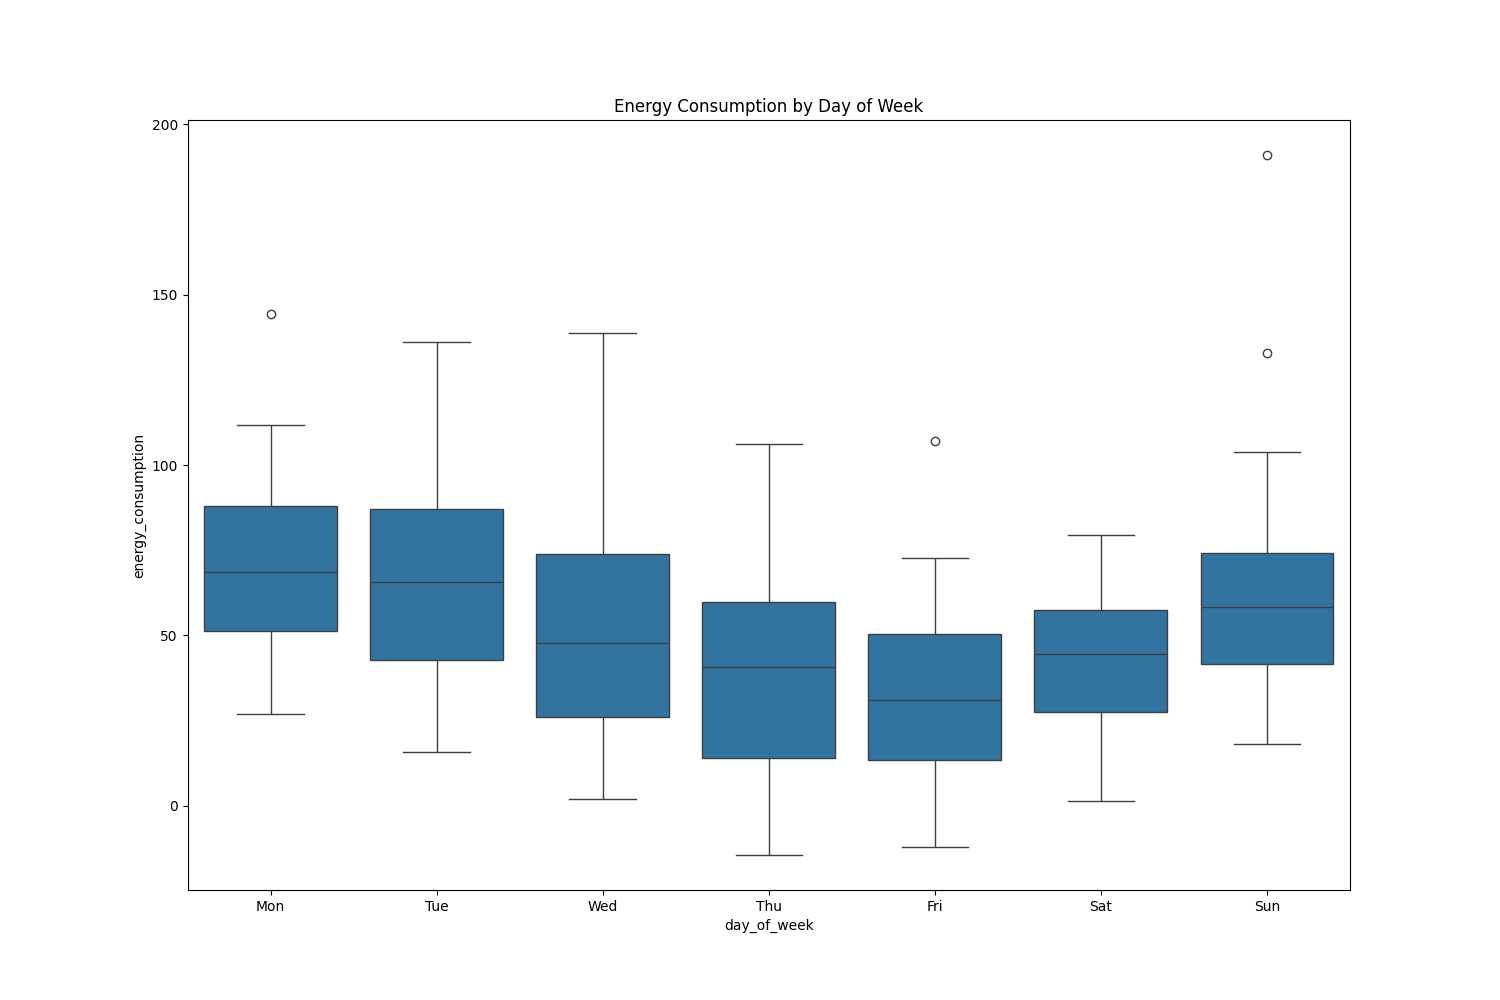 Energy Consumption by Day of Week
energy_consumption
200
150
100
50
0
Mon Tue Wed Thu Fri Sat Sun
day_of_week